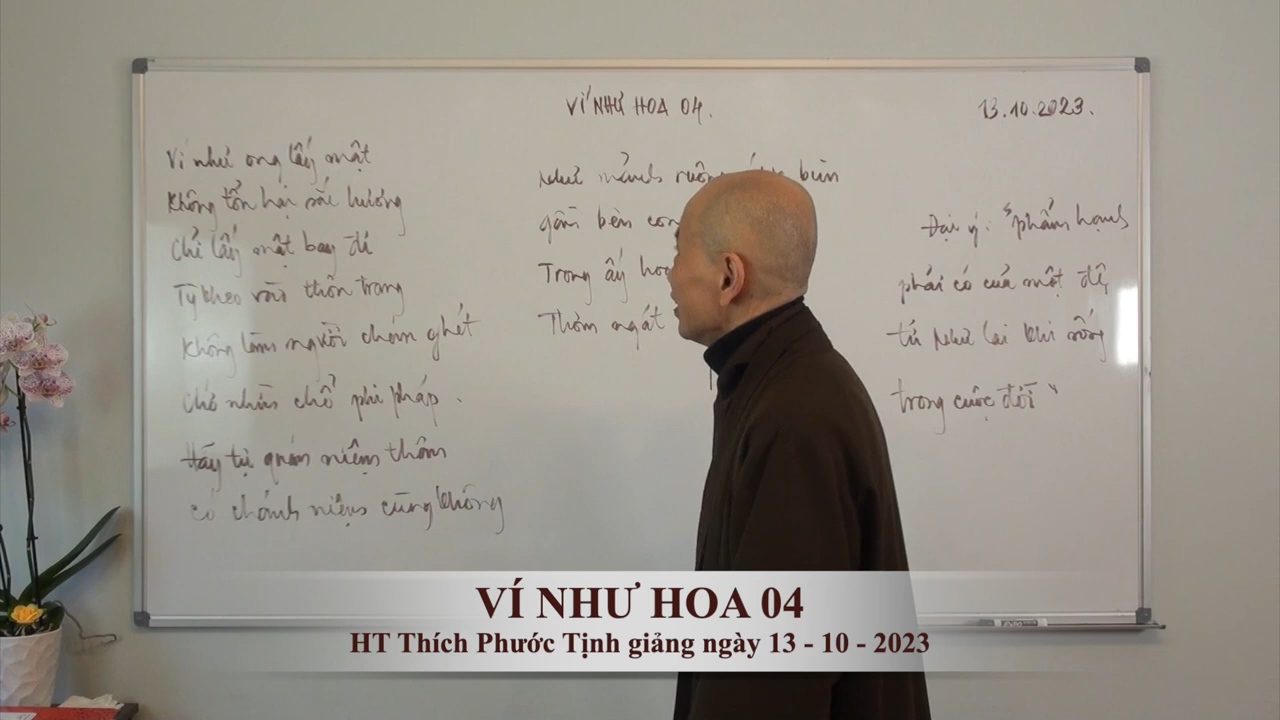 VÍ NHƯ HOA 04.
13.10.2023.
Ví như ong lấy mật
Không tổn hại sắc hương
Chỉ lấy mật bay đi
Tỳ kheo vào thôn trang
Không làm người chán ghét
Chớ nhìn chỗ phi pháp.
Hãy tự quán niệm thân
có chánh niệm cùng không
Như mảnh ruộng bùn
gần bên con
Trong ấy ho
Thơm ngát
Đại ý: "phẩm hạnh
phải có của một đệ
tử Như Lai khi sống
trong cuộc đời"
VÍ NHƯ HOA 04
HT Thích Phước Tịnh giảng ngày 13 - 10 - 2023